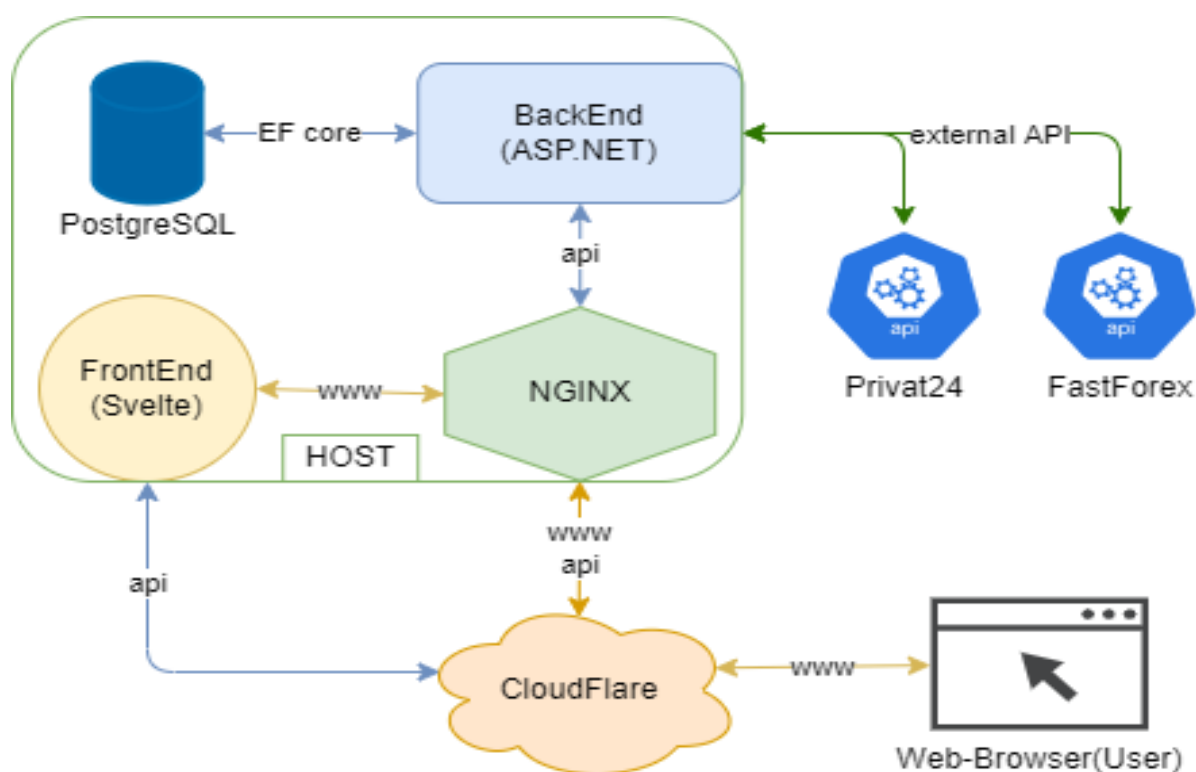 BackEnd
(ASP.NET)
EF core
external API
PostgreSQL
api
api
api
Privat24
FastForex
FrontEnd
(Svelte)
www
NGINX
HOST
www
api
api
CloudFlare
www
Web-Browser(User)